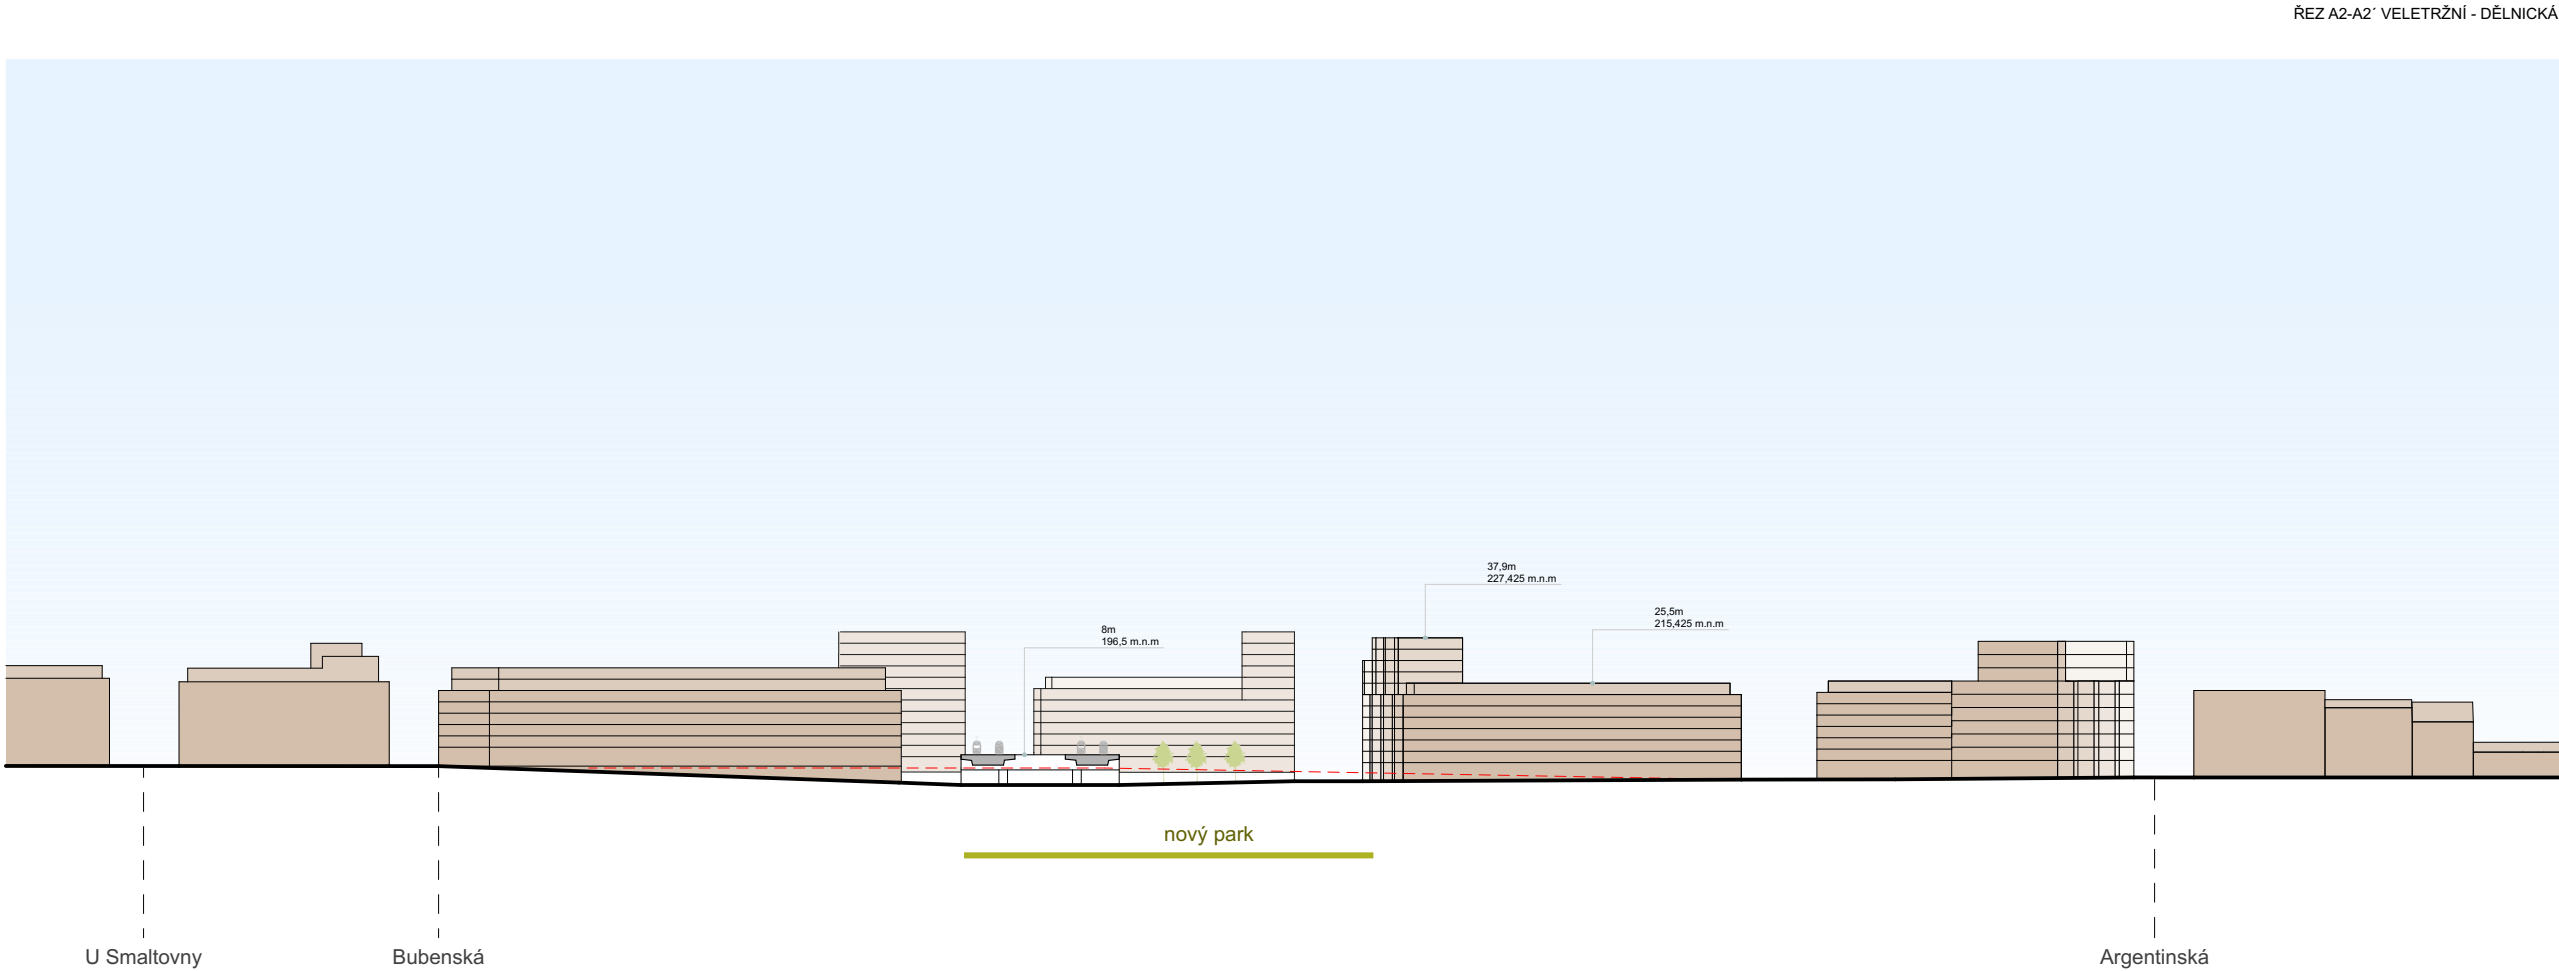 ŘEZ A2-A2´ VELETRŽNÍ - DĚLNICKÁ
37,9m
227,425 m.n.m
25,5m
215,425 m.n.m
8m
196,5 m.n.m
nový park
U Smaltovny
Bubenská
Argentinská